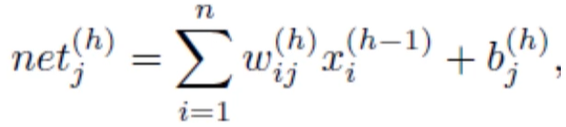 net_j^{(h)} = \sum_{i=1}^{n} w_{ij}^{(h)} x_i^{(h-1)} + b_j^{(h)},